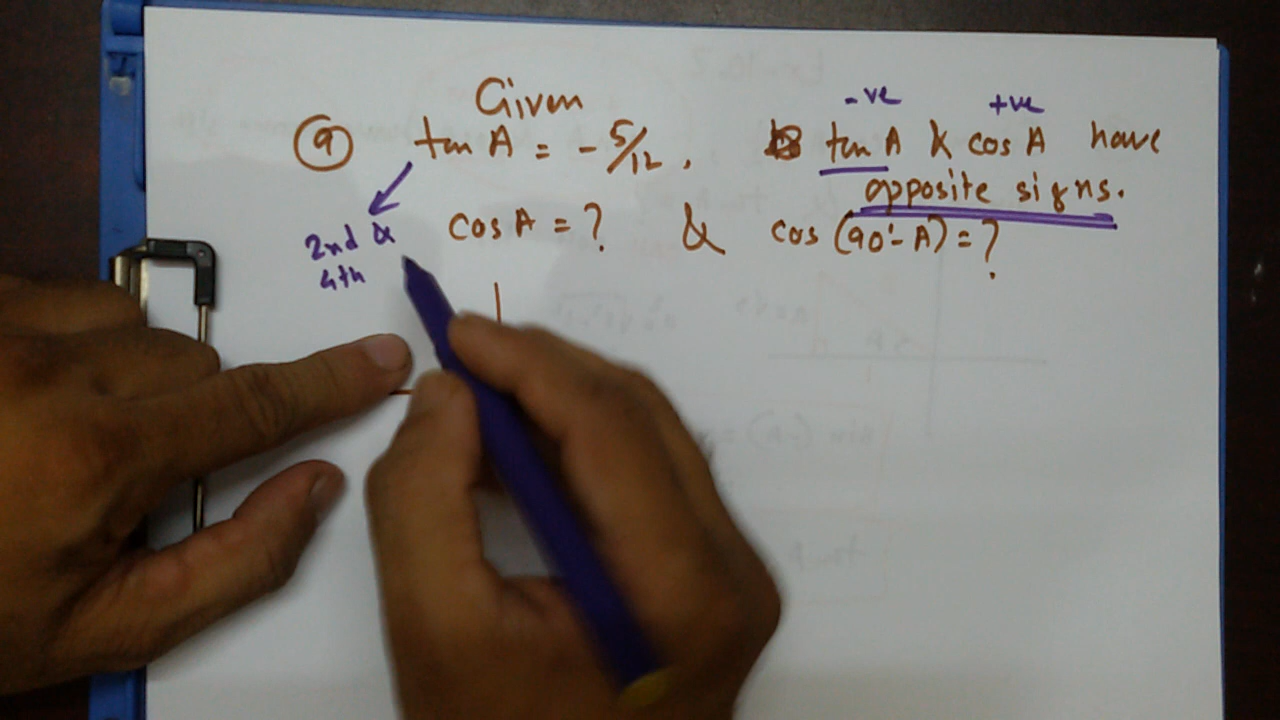 Given
-ve +ve
9 tan A = - 5/12 , tan A & cos A have
opposite signs.
2nd & cos A = ? & cos (90° - A) = ?
4th